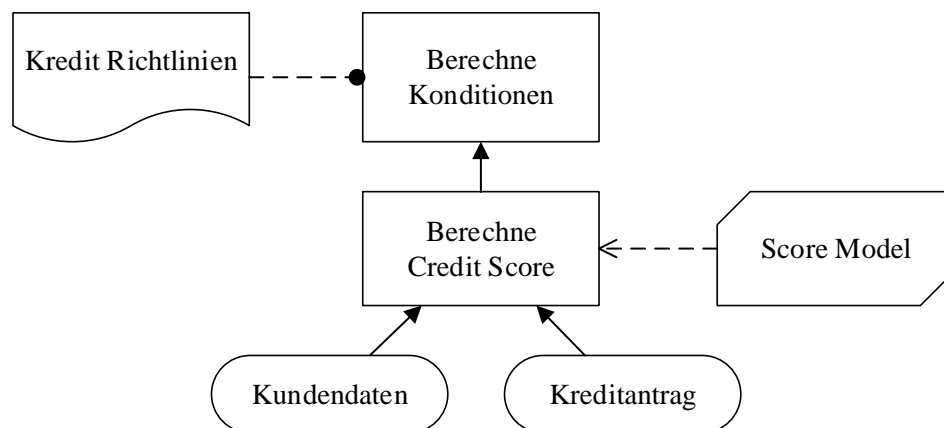 Kredit Richtlinien
Berechne
Konditionen
Berechne
Credit Score
Score Model
Kundendaten
Kreditantrag